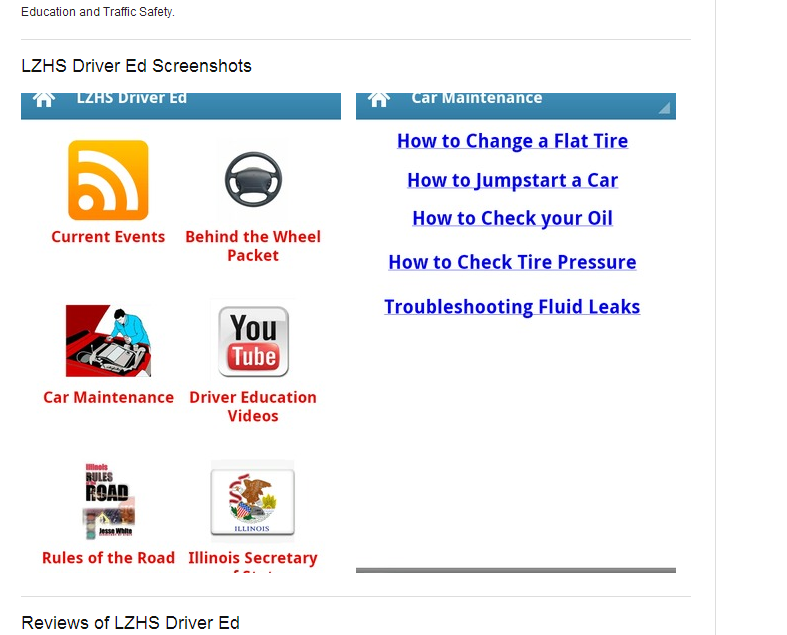 Education and Traffic Safety.
LZHS Driver Ed Screenshots
LZHS Driver Ed
Current Events
Behind the Wheel
Packet
You
Tube
Car Maintenance
Driver Education
Videos
Illinois
RULES
ROAD
Jesse White
ILLINOIS
Rules of the Road
Illinois Secretary
of State
Car Maintenance
How to Change a Flat Tire
How to Jumpstart a Car
How to Check your Oil
How to Check Tire Pressure
Troubleshooting Fluid Leaks
Reviews of LZHS Driver Ed